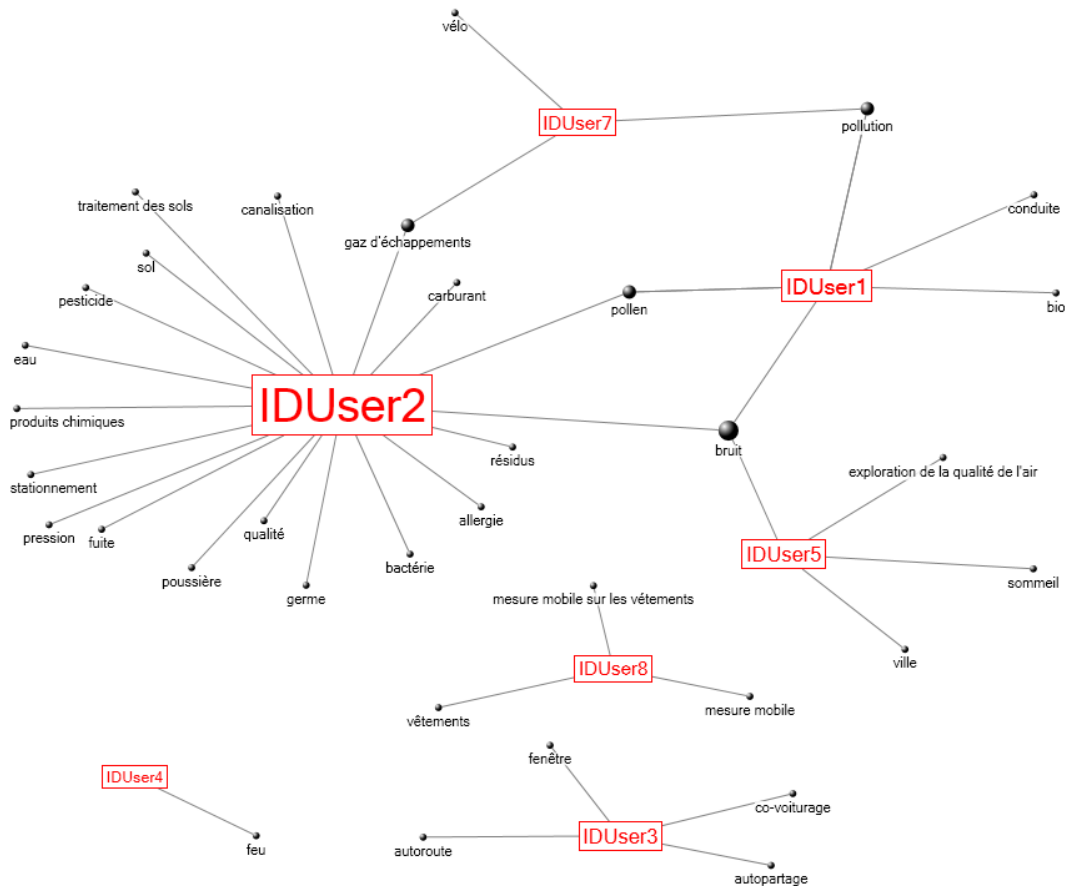 vélo
IDUser7
pollution
traitement des sols
canalisation
conduite
gaz d'échappements
sol
pesticide
carburant
IDUser1
pollen
bio
eau
IDUser2
produits chimiques
bruit
résidus
exploration de la qualité de l'air
stationnement
allergie
pression
fuite
qualité
IDUser5
bactérie
poussière
germe
sommeil
mesure mobile sur les vétements
ville
IDUser8
vêtements
mesure mobile
fenêtre
IDUser4
co-voiturage
IDUser3
feu
autoroute
autopartage